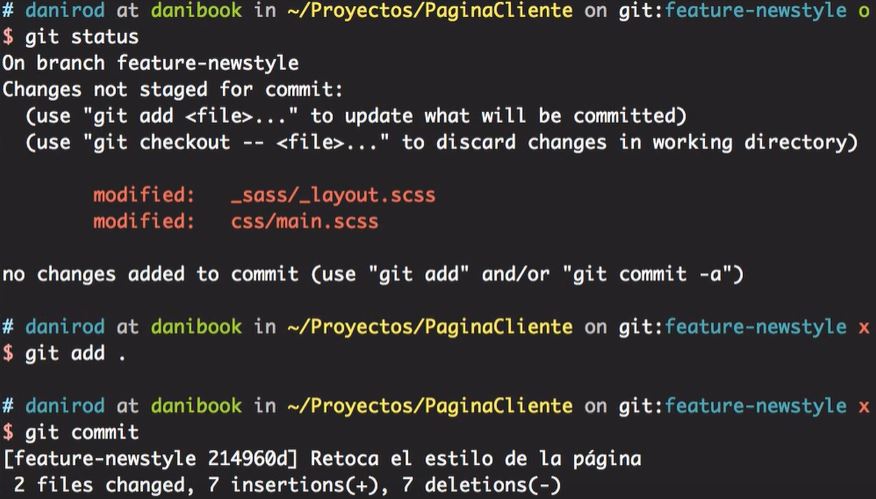 # danirod at danibook in ~/Proyectos/PaginaCliente on git:feature-newstyle o
$ git status
On branch feature-newstyle
Changes not staged for commit:
  (use "git add <file>..." to update what will be committed)
  (use "git checkout -- <file>..." to discard changes in working directory)
modified:   _sass/_layout.scss
modified:   css/main.scss
no changes added to commit (use "git add" and/or "git commit -a")
# danirod at danibook in ~/Proyectos/PaginaCliente on git:feature-newstyle x
$ git add .
# danirod at danibook in ~/Proyectos/PaginaCliente on git:feature-newstyle x
$ git commit
[feature-newstyle 214960d] Retoca el estilo de la página
 2 files changed, 7 insertions(+), 7 deletions(-)